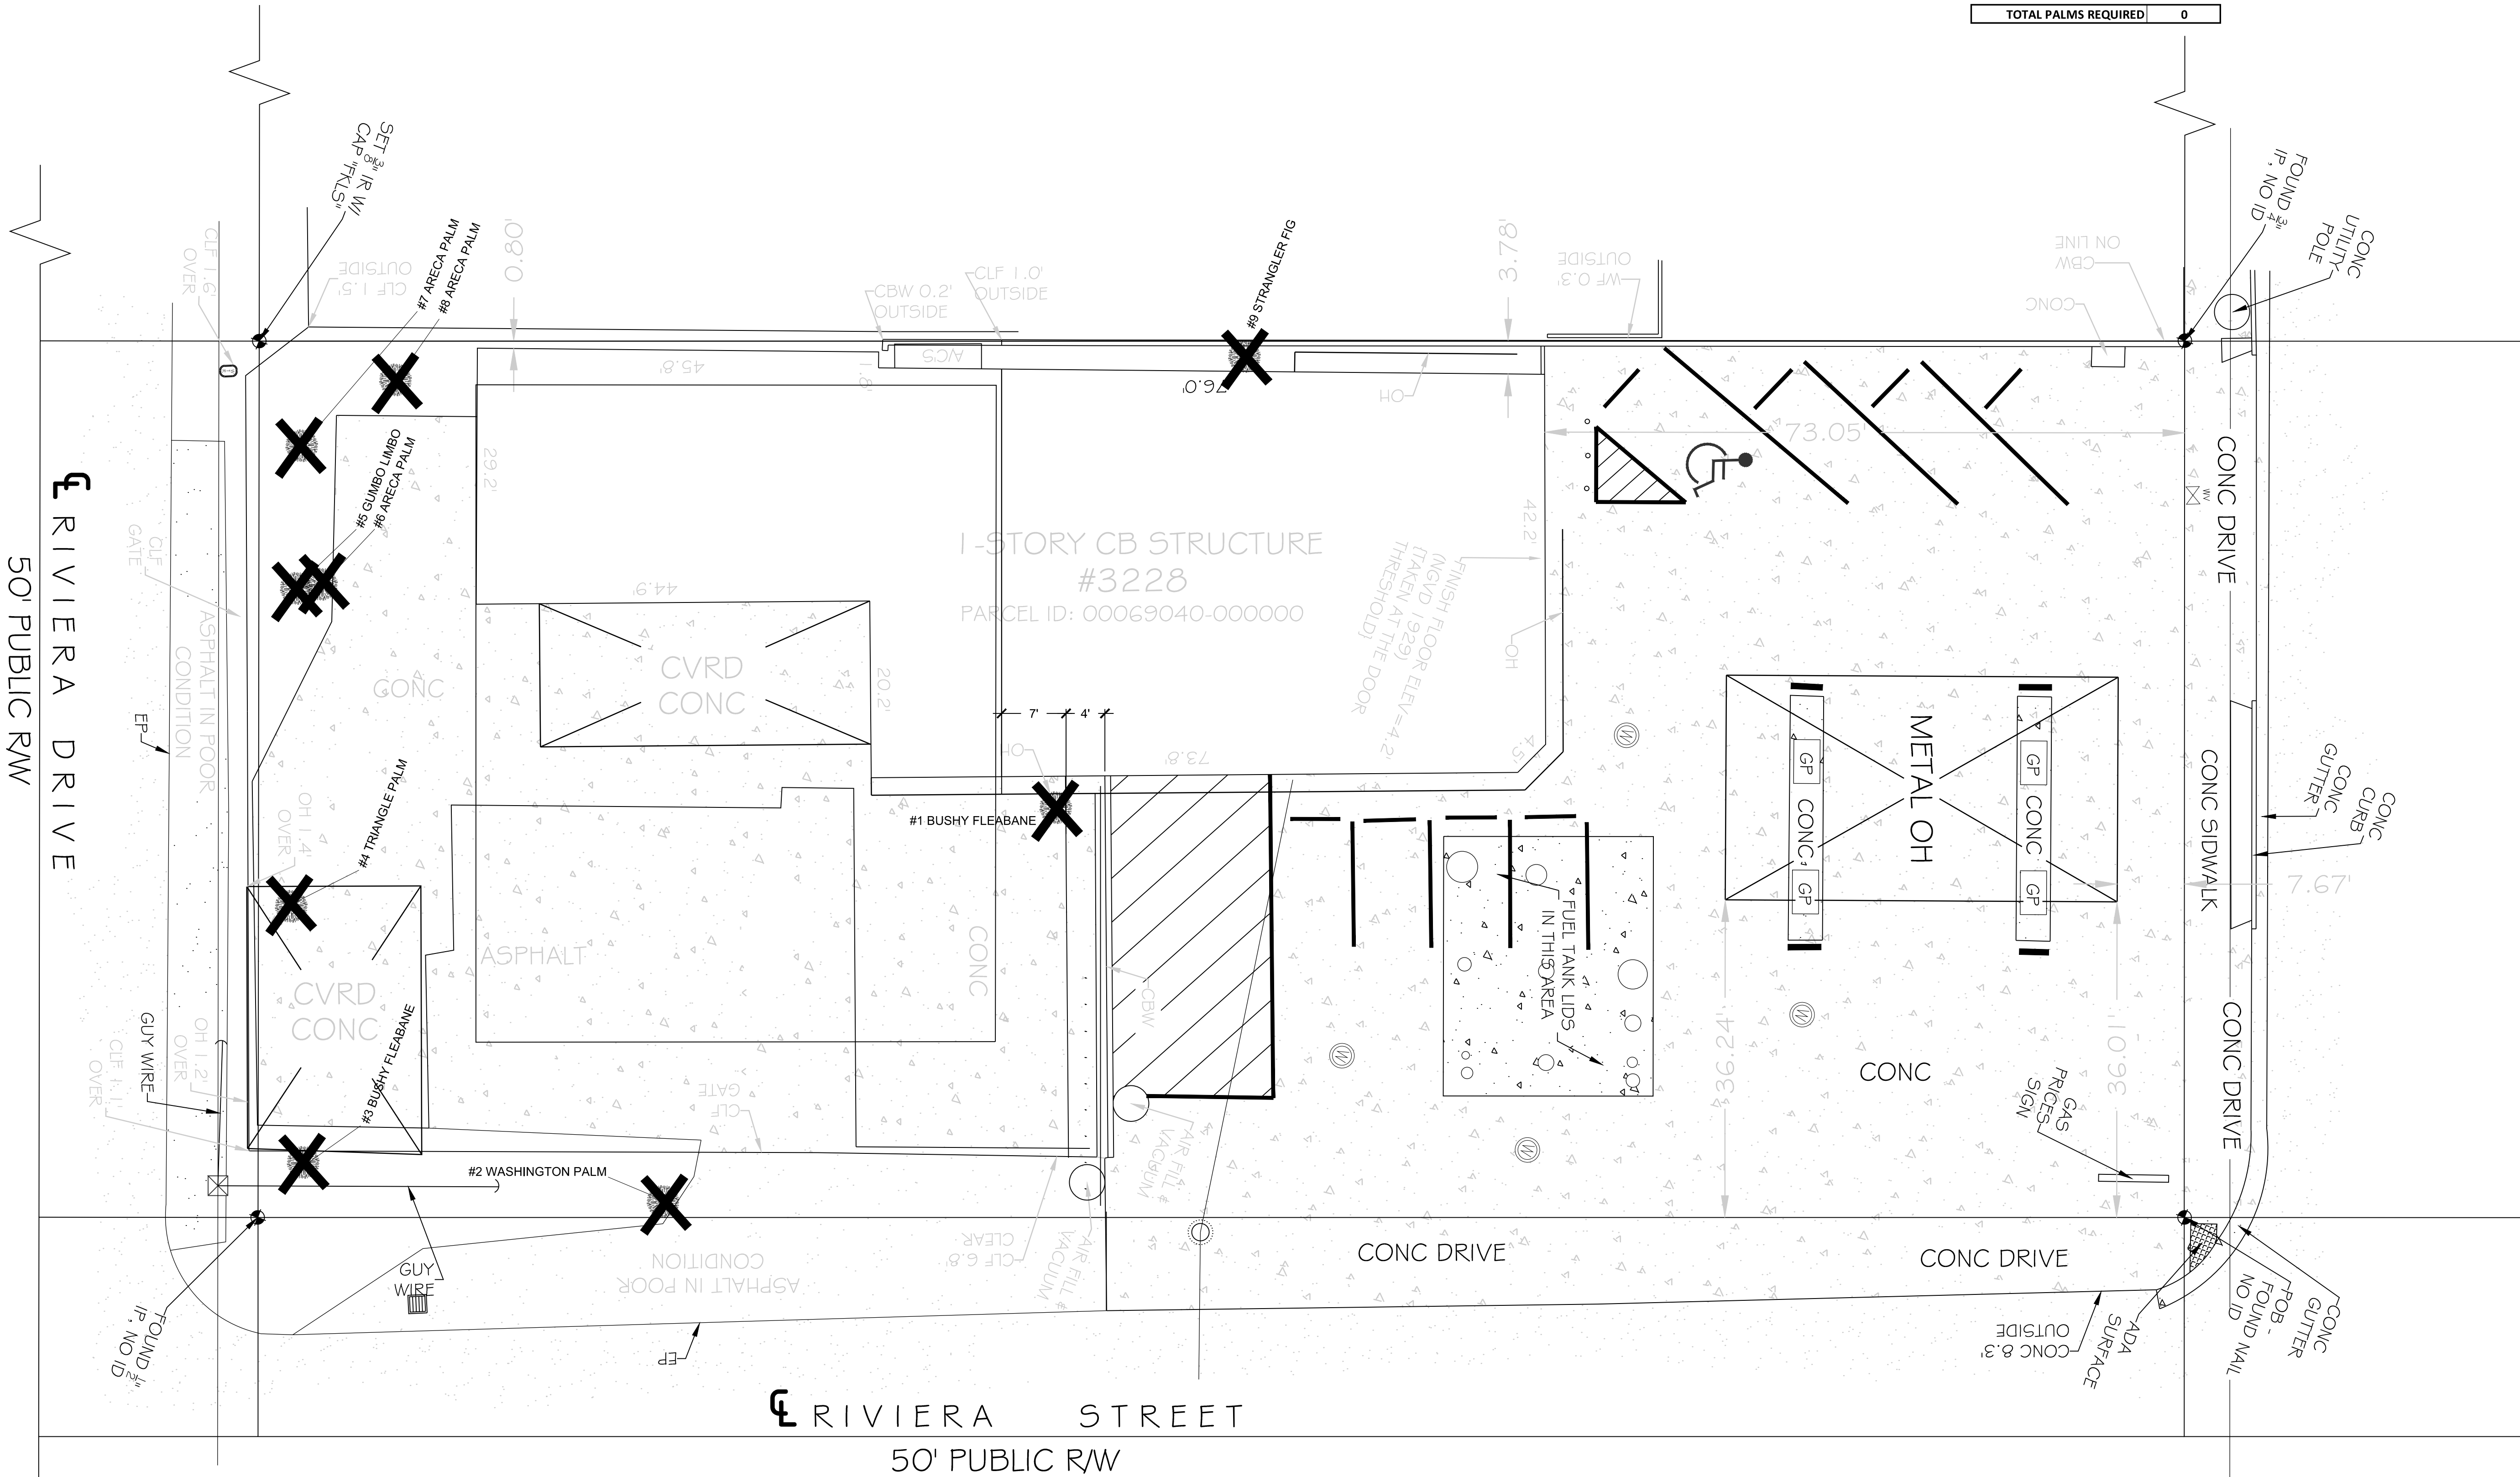 TOTAL PALMS REQUIRED 0
SET ⅜" IR W/
CAP "FKLS"
CLF 1.6'
OVER
CLF 1.5'
OUTSIDE
#7 ARECA PALM
#8 ARECA PALM
0.80'
CBW 0.2'
OUTSIDE
CLF 1.0'
OUTSIDE
#9 STRANGLER FIG
3.78'
WF 0.3'
OUTSIDE
CBW
ON LINE
CONC
FOUND ¾"
IP, NO ID
CONC
UTILITY
POLE
45.8'
A/CS
1.8'
76.0'
OH
73.05'
CONC DRIVE
WV
#5 GUMBO LIMBO
#6 ARECA PALM
29.2'
℄ RIVIERA DRIVE
50' PUBLIC R/W
CLF
GATE
ASPHALT IN POOR
CONDITION
EP
1-STORY CB STRUCTURE
#3228
PARCEL ID: 00069040-000000
42.2'
FINISH FLOOR ELEV=4.2'
(NGVD 1929)
(TAKEN AT THE DOOR
THRESHOLD)
OH
44.9'
CVRD
CONC
20.2'
CONC
7'
4'
OH
73.8'
4.5'
W
METAL OH
GP
CONC
GP
GP
CONC
GP
CONC SIDWALK
7.67'
CONC
GUTTER
CONC
CURB
#4 TRIANGLE PALM
OH 1.4'
OVER
#1 BUSHY FLEABANE
ASPHALT
CONC
CBW
FUEL TANK LIDS
IN THIS AREA
36.24'
36.01'
W
W
W
CONC
CONC DRIVE
GAS
PRICES
SIGN
CVRD
CONC
GUY WIRE
OH 1.2'
OVER
CLF 1.1'
OVER
#3 BUSHY FLEABANE
CLF
GATE
#2 WASHINGTON PALM
AIR FILL &
VACUUM
AIR FILL &
VACUUM
CLF 6.8'
CLEAR
ASPHALT IN POOR
CONDITION
GUY
WIRE
FOUND ½"
IP, NO ID
EP
CONC DRIVE
CONC DRIVE
CONC 8.3'
OUTSIDE
ADA
SURFACE
POB -
FOUND NAIL
NO ID
CONC
GUTTER
℄ RIVIERA STREET
50' PUBLIC R/W